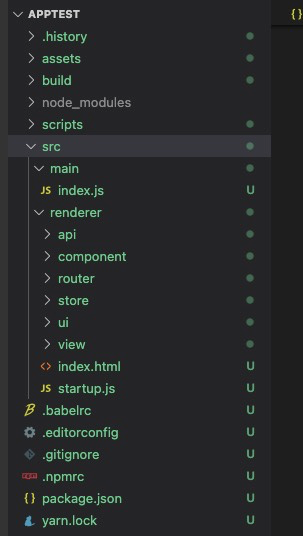 APPTEST
.history
assets
build
node_modules
scripts
src
main
JS index.js U
renderer
api
component
router
store
ui
view
<> index.html U
JS startup.js U
.babelrc U
.editorconfig U
.gitignore U
.npmrc U
{} package.json U
yarn.lock U
{}